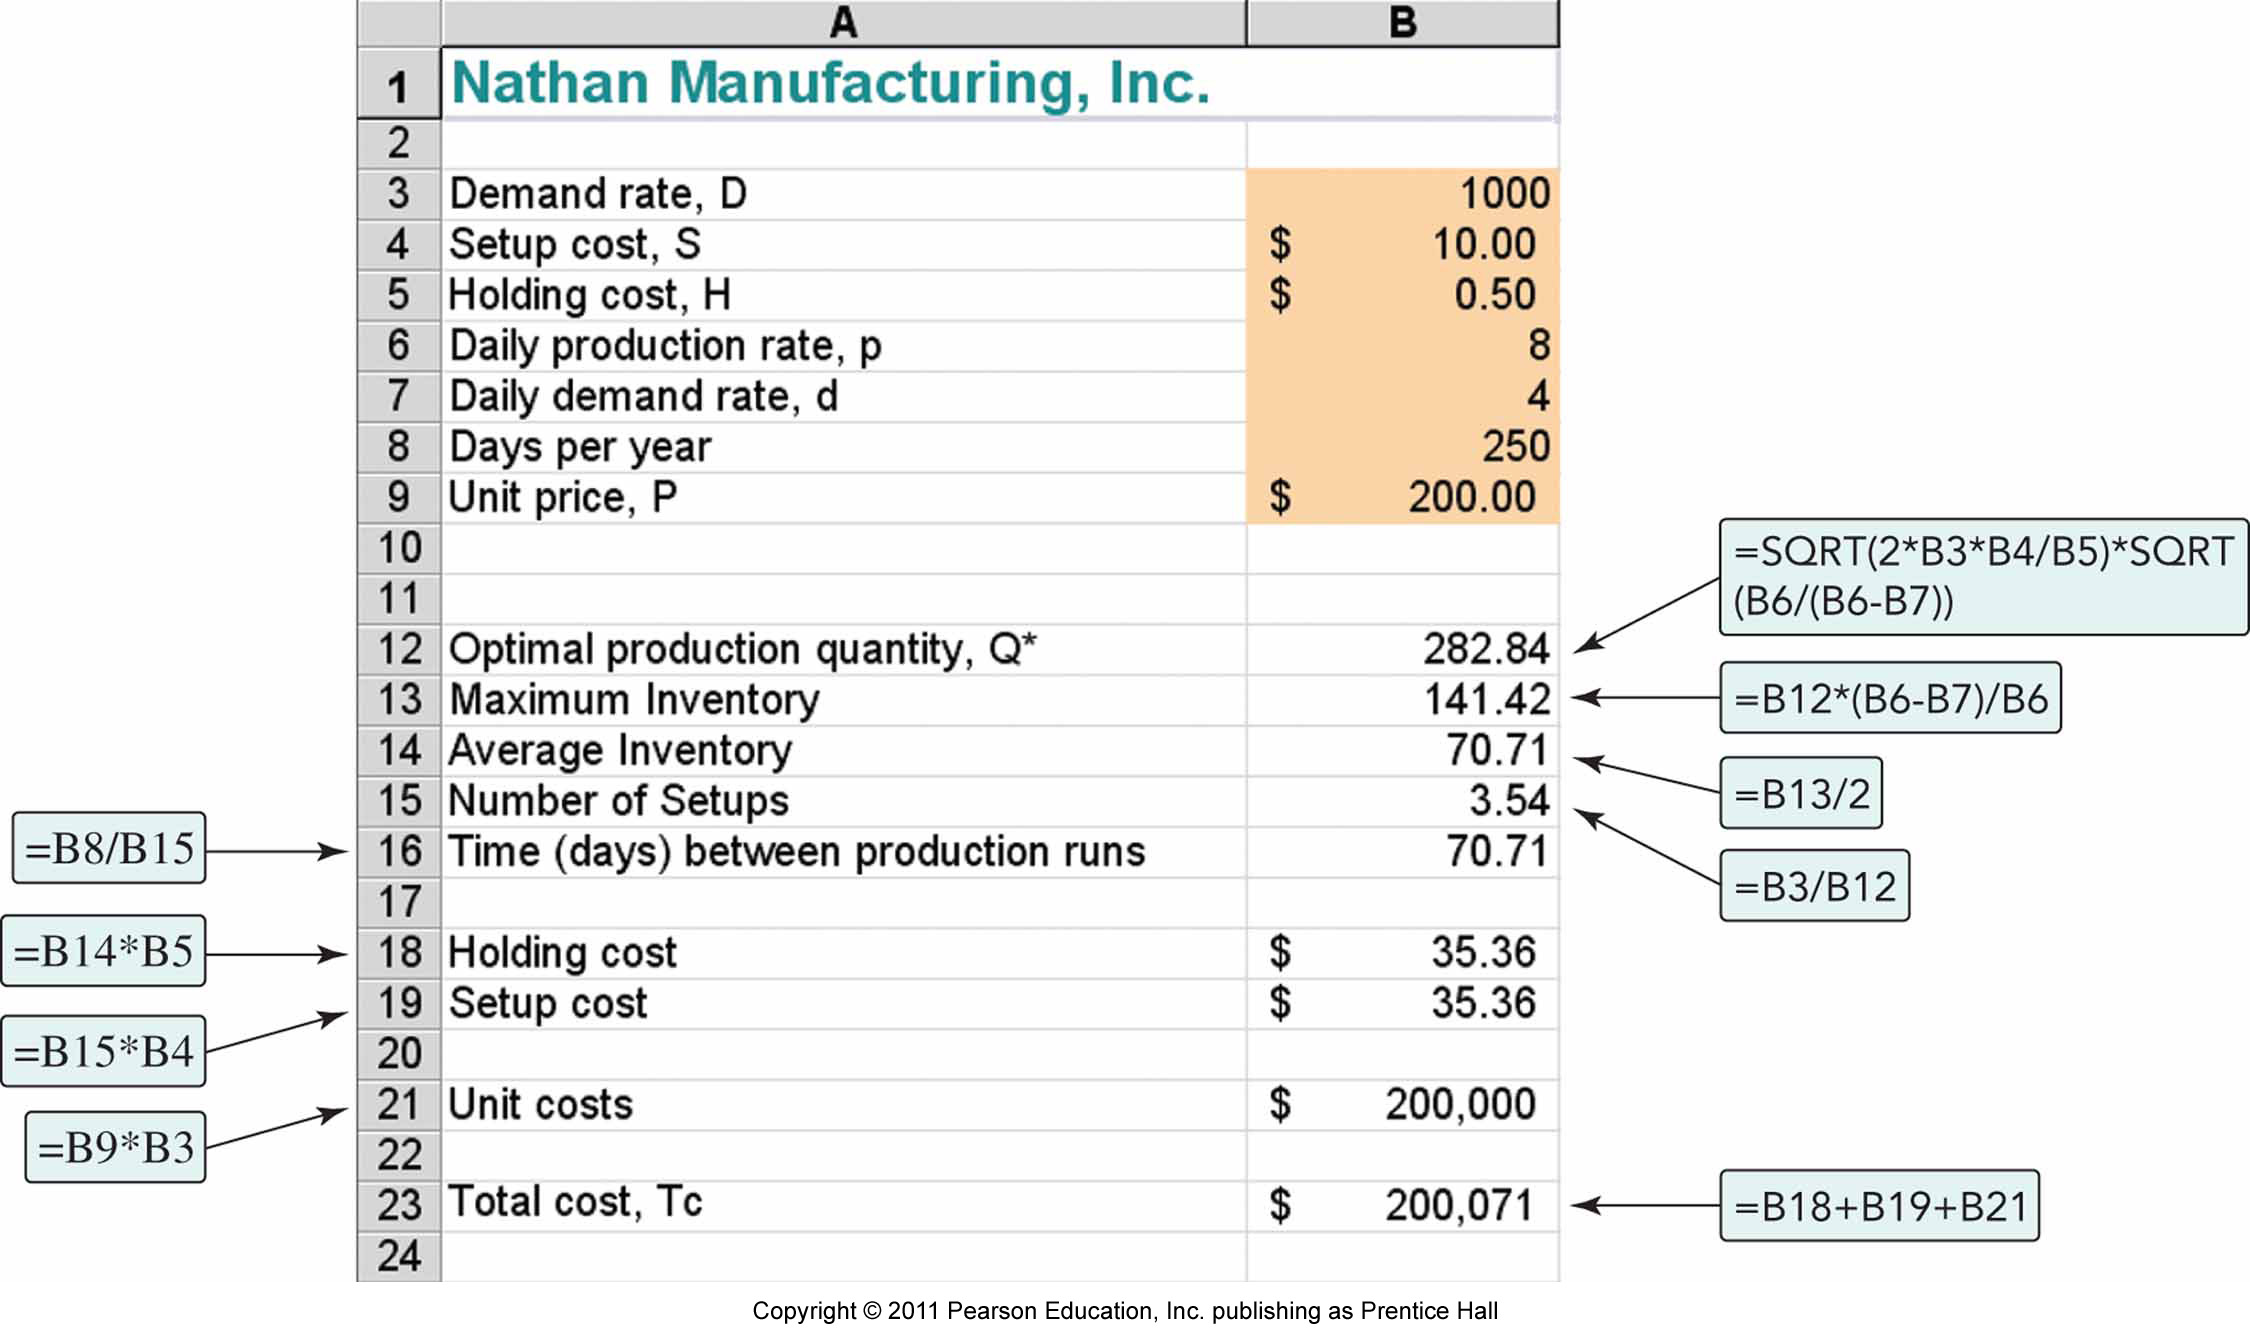 A B
1 Nathan Manufacturing, Inc.
2
3 Demand rate, D 1000
4 Setup cost, S $ 10.00
5 Holding cost, H $ 0.50
6 Daily production rate, p 8
7 Daily demand rate, d 4
8 Days per year 250
9 Unit price, P $ 200.00
10
11
=SQRT(2*B3*B4/B5)*SQRT
(B6/(B6-B7))
12 Optimal production quantity, Q* 282.84
13 Maximum Inventory 141.42 =B12*(B6-B7)/B6
14 Average Inventory 70.71 =B13/2
15 Number of Setups 3.54 =B3/B12
=B8/B15 16 Time (days) between production runs 70.71
17
=B14*B5 18 Holding cost $ 35.36
=B15*B4 19 Setup cost $ 35.36
20
=B9*B3 21 Unit costs $ 200,000
22
23 Total cost, Tc $ 200,071 =B18+B19+B21
24
Copyright © 2011 Pearson Education, Inc. publishing as Prentice Hall